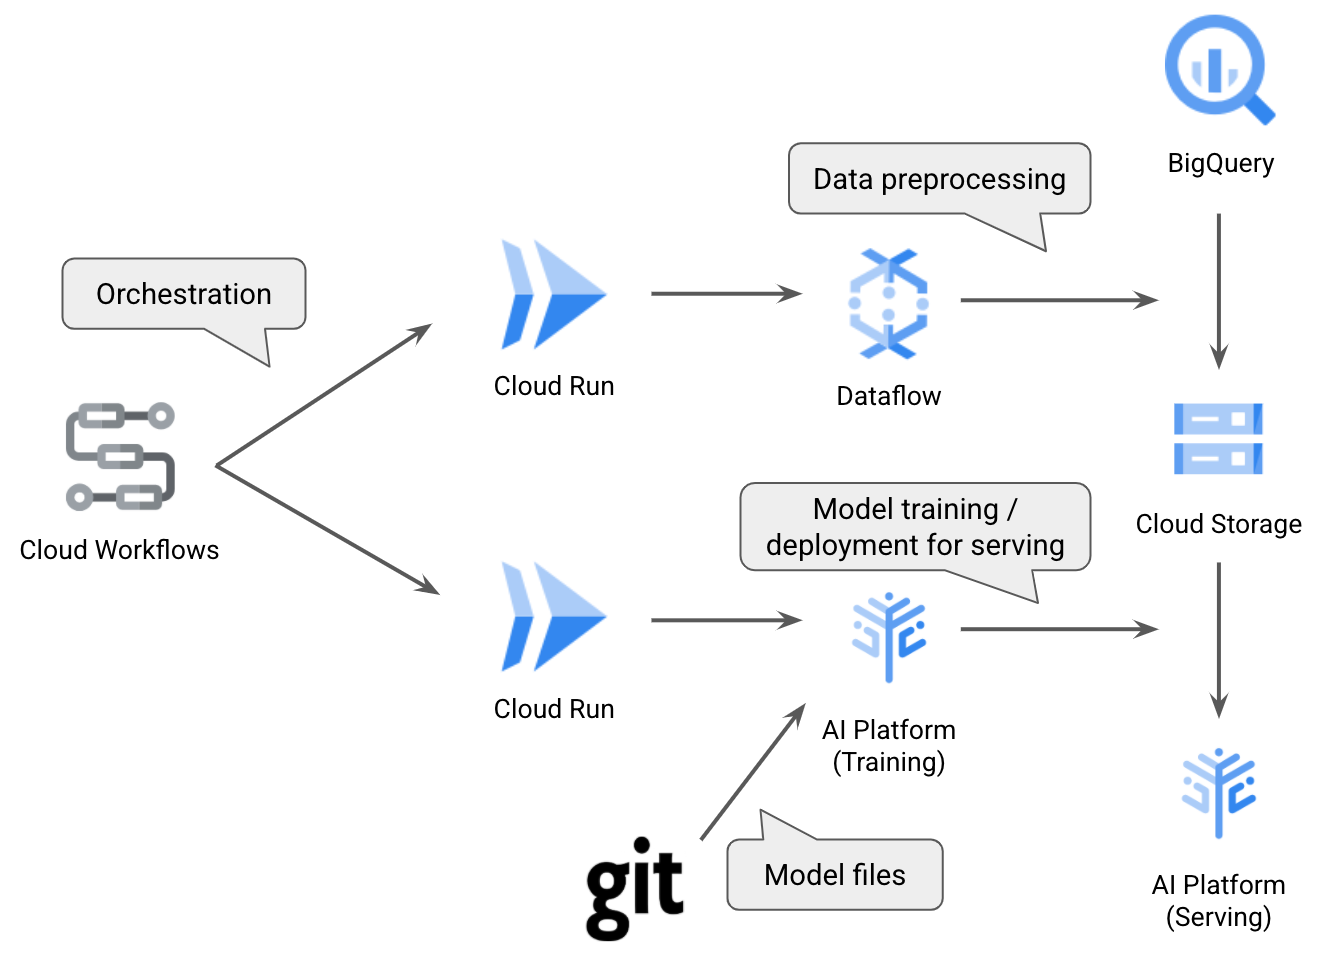 BigQuery
Data preprocessing
Orchestration
Cloud Run
Dataflow
Cloud Workflows
Cloud Storage
Model training /
deployment for serving
Cloud Run
AI Platform
(Training)
git
Model files
AI Platform
(Serving)